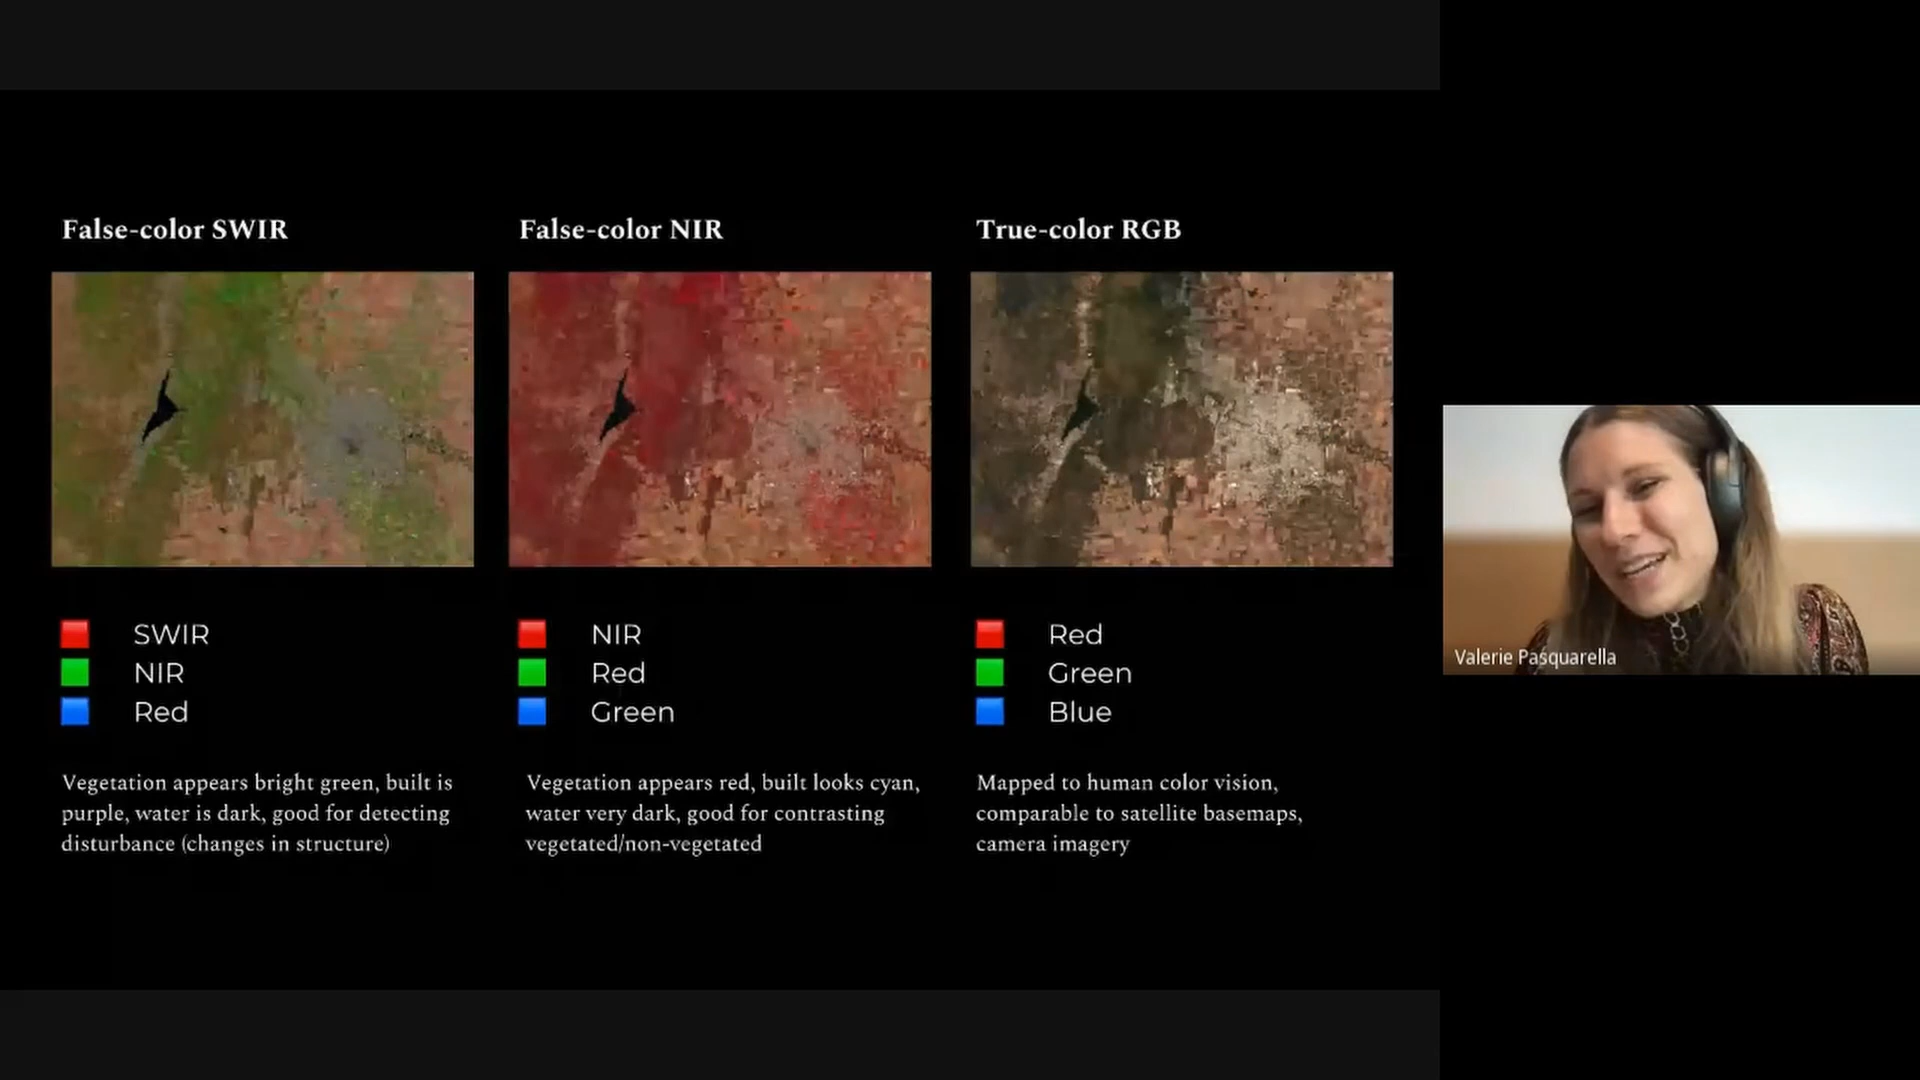 False-color SWIR
SWIR
NIR
Red
Vegetation appears bright green, built is
purple, water is dark, good for detecting
disturbance (changes in structure)
False-color NIR
NIR
Red
Green
Vegetation appears red, built looks cyan,
water very dark, good for contrasting
vegetated/non-vegetated
True-color RGB
Red
Green
Blue
Mapped to human color vision,
comparable to satellite basemaps,
camera imagery
Valerie Pasquarella